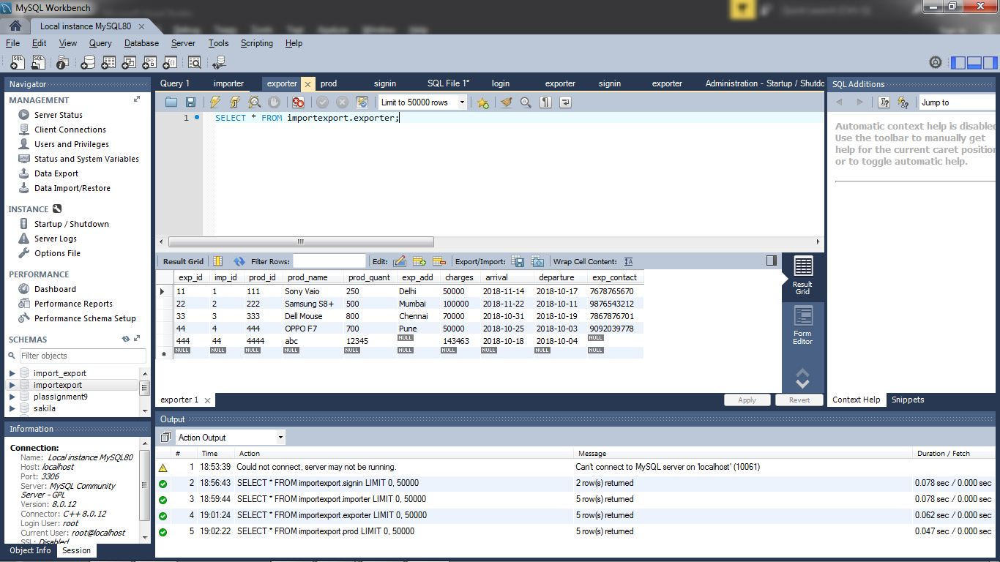 MySQL Workbench
Local instance MySQL80
File Edit View Query Database Server Tools Scripting Help
Navigator
MANAGEMENT
Server Status
Client Connections
Users and Privileges
Status and System Variables
Data Export
Data Import/Restore
INSTANCE
Startup / Shutdown
Server Logs
Options File
PERFORMANCE
Dashboard
Performance Reports
Performance Schema Setup
SCHEMAS
Filter objects
import_export
importexport
plassignment9
sakila
Information
Connection:
Name: Local instance MySQL80
Host: localhost
Port: 3306
Server: MySQL Community
Server - GPL
Version: 8.0.12
Connector: C++ 8.0.12
Login User: root
Current User: root@localhost
SSL: Disabled
Object Info Session
Query 1 importer exporter prod signin SQL File 1* login exporter signin exporter Administration - Startup / Shutdo
Limit to 50000 rows
1 SELECT * FROM importexport.exporter;
Result Grid Filter Rows: Edit: Export/Import: Wrap Cell Content:
exp_id imp_id prod_id prod_name prod_quant exp_add charges arrival departure exp_contact
11 1 111 Sony Vaio 250 Delhi 50000 2018-11-14 2018-10-17 7678765670
22 2 222 Samsung S8+ 500 Mumbai 100000 2018-11-22 2018-10-11 9876543212
33 3 333 Dell Mouse 800 Chennai 70000 2018-10-31 2018-10-19 7867876701
44 4 444 OPPO F7 700 Pune 50000 2018-10-25 2018-10-03 9092039778
444 44 4444 abc 12345 NULL 143463 2018-10-18 2018-10-04 NULL
NULL NULL NULL NULL NULL NULL NULL NULL NULL NULL
Result
Grid
Form
Editor
exporter 1
Apply Revert
SQL Additions
Jump to
Automatic context help is disabled
Use the toolbar to manually get
help for the current caret position
or to toggle automatic help.
Context Help Snippets
Output
Action Output
# Time Action Message Duration / Fetch
1 18:53:39 Could not connect, server may not be running. Can't connect to MySQL server on 'localhost' (10061)
2 18:56:43 SELECT * FROM importexport.signin LIMIT 0, 50000 2 row(s) returned 0.078 sec / 0.000 sec
3 18:59:44 SELECT * FROM importexport.importer LIMIT 0, 50000 5 row(s) returned 0.078 sec / 0.000 sec
4 19:01:24 SELECT * FROM importexport.exporter LIMIT 0, 50000 5 row(s) returned 0.062 sec / 0.000 sec
5 19:02:22 SELECT * FROM importexport.prod LIMIT 0, 50000 5 row(s) returned 0.047 sec / 0.000 sec